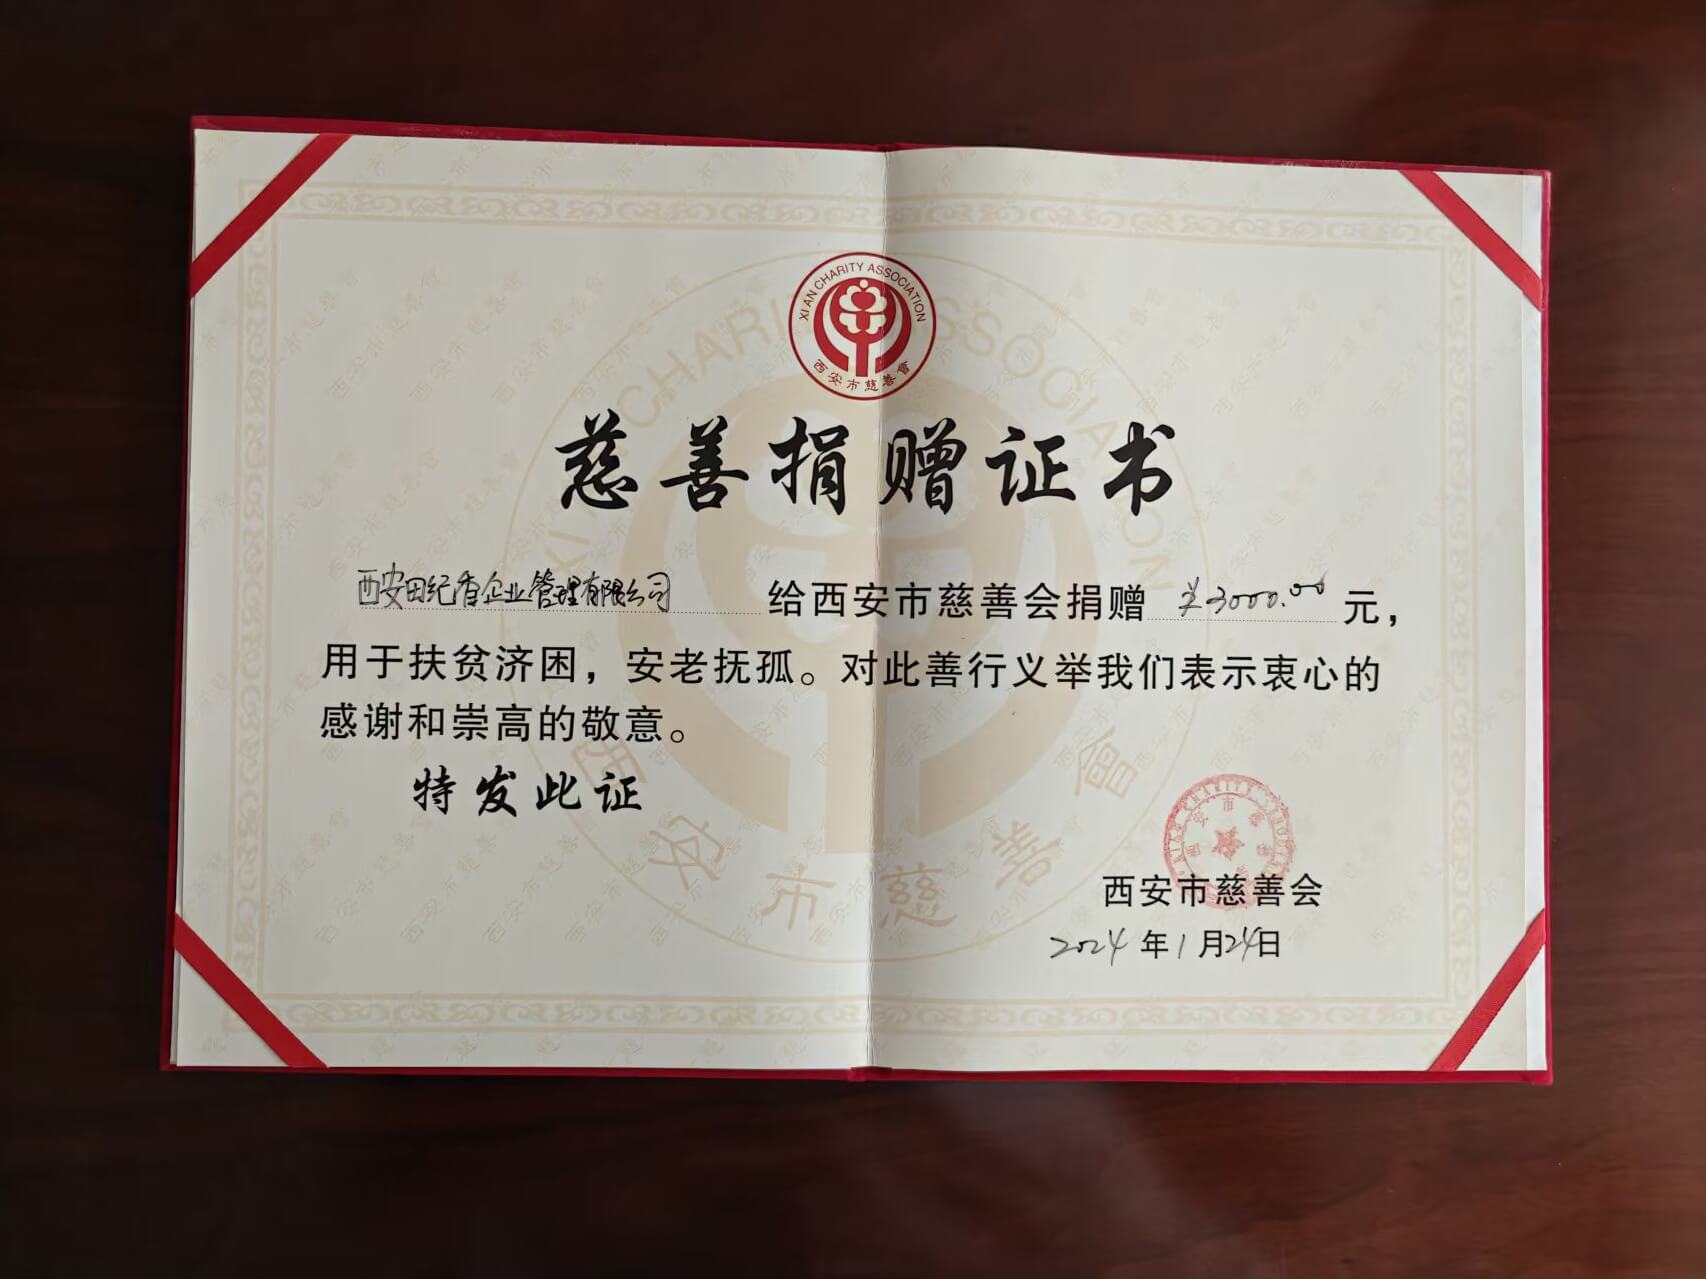 XI AN CHARITY ASSOCIATION
西安市慈善會
慈善捐赠证书
西安田纪香企业管理有限公司 给西安市慈善会捐赠 ¥3000.00 元，
用于扶贫济困，安老抚孤。对此善行义举我们表示衷心的
感谢和崇高的敬意。
特发此证
西安市慈善会
2024年1月24日